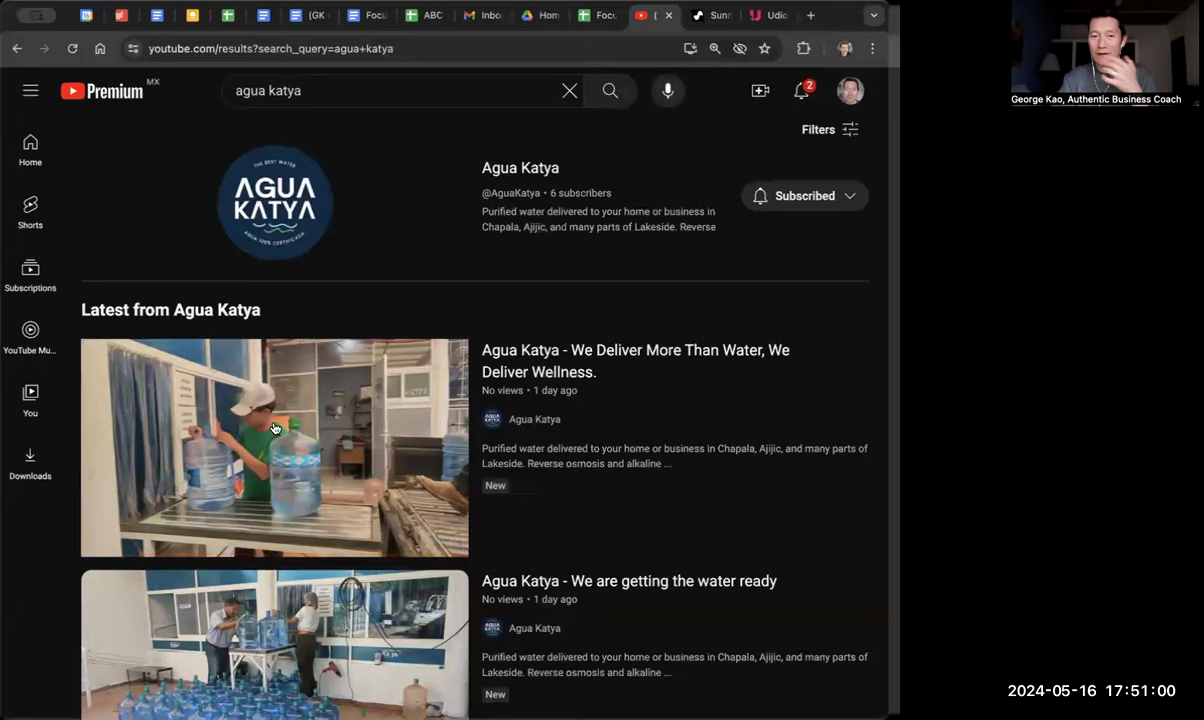 (GK
Focu
ABC
Inbo
Hom
Focu
(
Sunc
Udio
youtube.com/results?search_query=agua+katya
Premium MX
agua katya
2
George Kao, Authentic Business Coach
Filters
Home
Shorts
Subscriptions
YouTube Mu...
You
Downloads
THE BEST WATER
AGUA
KATYA
AGUA 100% CERTIFICADA
Agua Katya
@AguaKatya • 6 subscribers
Purified water delivered to your home or business in
Chapala, Ajijic, and many parts of Lakeside. Reverse
Subscribed
Latest from Agua Katya
Agua Katya - We Deliver More Than Water, We
Deliver Wellness.
No views • 1 day ago
Agua Katya
Purified water delivered to your home or business in Chapala, Ajijic, and many parts of
Lakeside. Reverse osmosis and alkaline ...
New
Agua Katya - We are getting the water ready
No views • 1 day ago
Agua Katya
Purified water delivered to your home or business in Chapala, Ajijic, and many parts of
Lakeside. Reverse osmosis and alkaline ...
New
2024-05-16 17:51:00